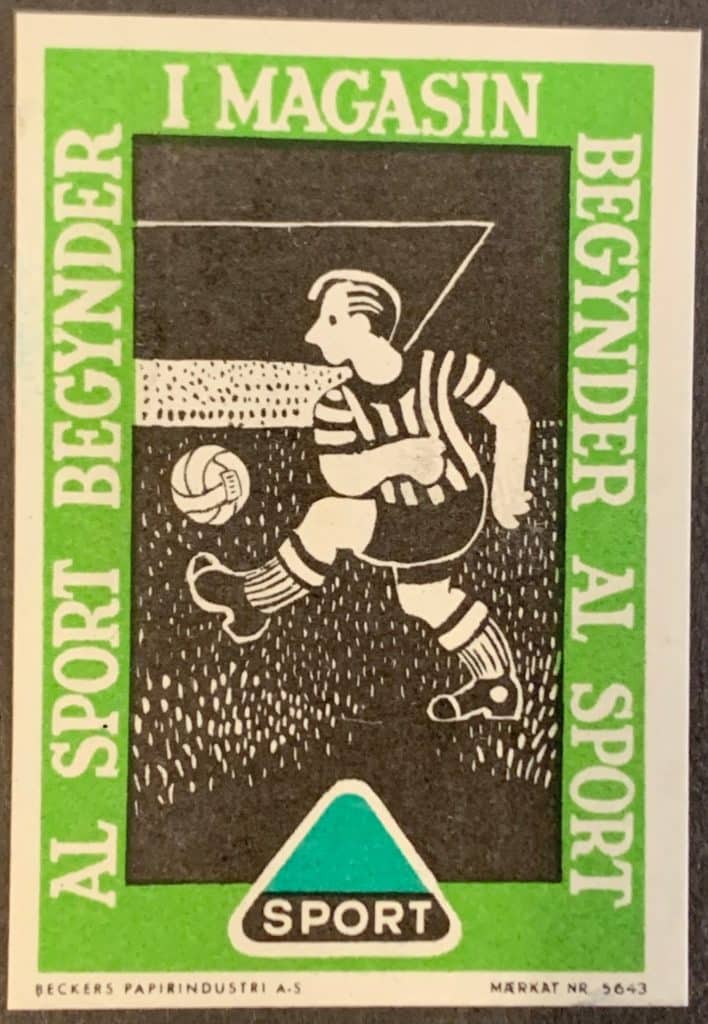 I MAGASIN
BEGYNDER AL SPORT
AL SPORT BEGYNDER
SPORT
BECKERS PAPIRINDUSTRI A-S
MÆRKAT NR 5643